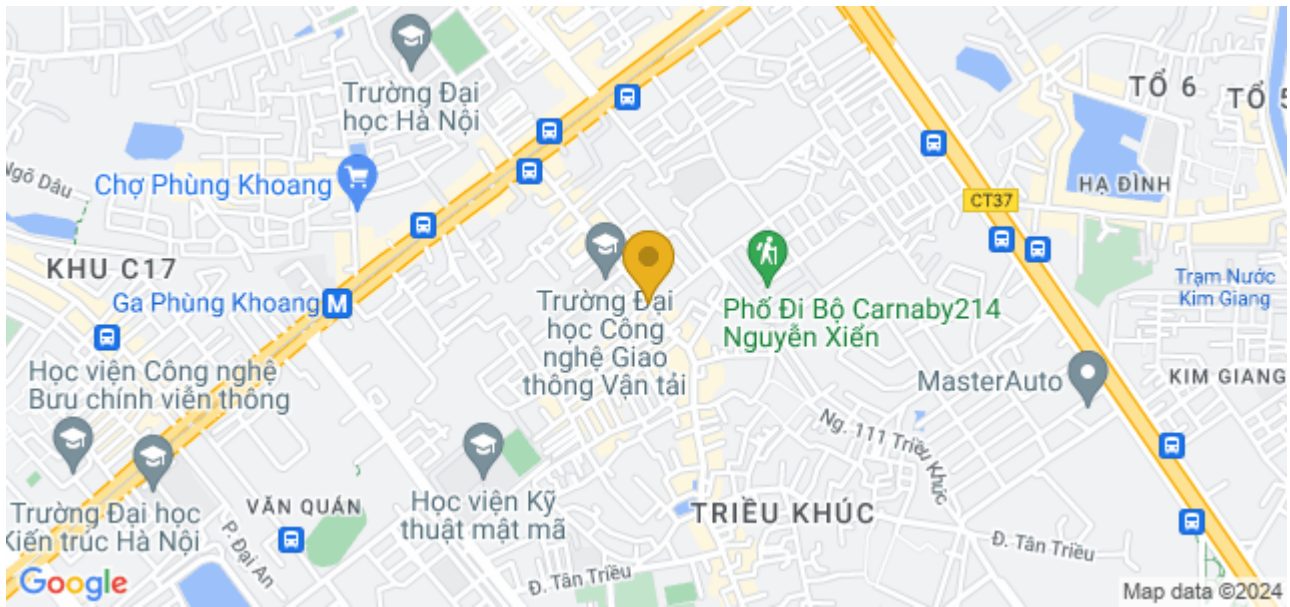 Trường Đại
học Hà Nội
TỔ 6
TỔ 5
Ngõ Dâu
Chợ Phùng Khoang
HẠ ĐÌNH
CT37
KHU C17
Ga Phùng Khoang
M
Trường Đại
học Công
nghệ Giao
thông Vận tải
Phố Đi Bộ Carnaby214
Nguyễn Xiển
Trạm Nước
Kim Giang
Học viện Công nghệ
Bưu chính viễn thông
MasterAuto
KIM GIANG
Ng. 111 Triều Khúc
VĂN QUÁN
Học viện Kỹ
thuật mật mã
TRIỀU KHÚC
Trường Đại học
Kiến trúc Hà Nội
P. Đại An
Đ. Tân Triều
Đ. Tân Triều
Google
Map data ©2024